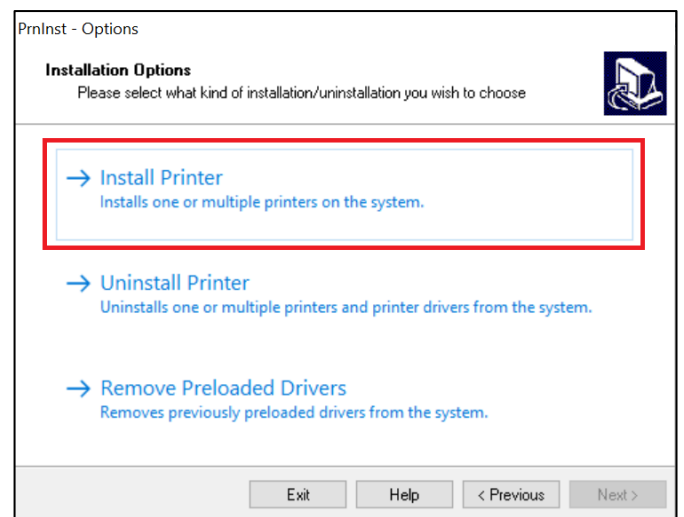 PrnInst - Options
Installation Options
Please select what kind of installation/uninstallation you wish to choose
→ Install Printer
Installs one or multiple printers on the system.
→ Uninstall Printer
Uninstalls one or multiple printers and printer drivers from the system.
→ Remove Preloaded Drivers
Removes previously preloaded drivers from the system.
Exit Help < Previous Next >